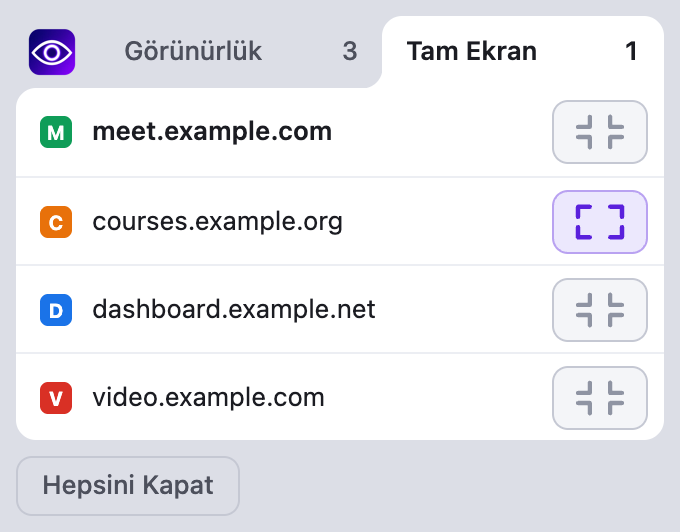 Görünürlük 3 Tam Ekran 1
M meet.example.com
C courses.example.org
D dashboard.example.net
V video.example.com
Hepsini Kapat